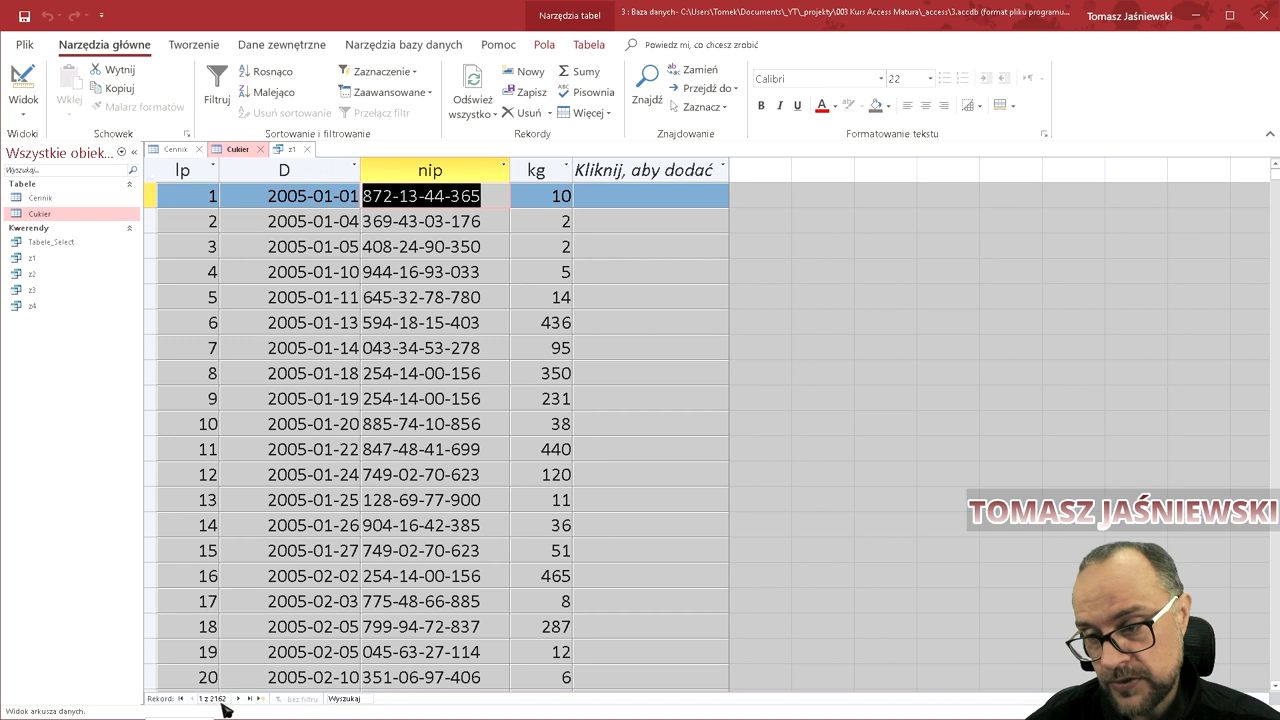 Narzędzia tabel
3 : Baza danych- C:\Users\Tomek\Documents\_YT\_projekty\003 Kurs Access Matura\_access\3.accdb (format pliku programu...
Tomasz Jaśniewski
Plik
Narzędzia główne
Tworzenie
Dane zewnętrzne
Narzędzia bazy danych
Pomoc
Pola
Tabela
Powiedz mi, co chcesz zrobić
Widok
Wklej
Wytnij
Kopiuj
Malarz formatów
Filtruj
Rosnąco
Malejąco
Usuń sortowanie
Zaznaczenie
Zaawansowane
Przełącz filtr
Odśwież
wszystko
Nowy
Zapisz
Usuń
Sumy
Pisownia
Więcej
Znajdź
Zamień
Przejdź do
Zaznacz
Calibri
22
B I U A
Widoki
Schowek
Sortowanie i filtrowanie
Rekordy
Znajdowanie
Formatowanie tekstu
Wszystkie obiek...
Wyszukaj...
Tabele
Cennik
Cukier
Kwerendy
Tabele_Select
z1
z2
z3
z4
Cennik
Cukier
z1
lp D nip kg Kliknij, aby dodać
1 2005-01-01 872-13-44-365 10
2 2005-01-04 369-43-03-176 2
3 2005-01-05 408-24-90-350 2
4 2005-01-10 944-16-93-033 5
5 2005-01-11 645-32-78-780 14
6 2005-01-13 594-18-15-403 436
7 2005-01-14 043-34-53-278 95
8 2005-01-18 254-14-00-156 350
9 2005-01-19 254-14-00-156 231
10 2005-01-20 885-74-10-856 38
11 2005-01-22 847-48-41-699 440
12 2005-01-24 749-02-70-623 120
13 2005-01-25 128-69-77-900 11
14 2005-01-26 904-16-42-385 36
15 2005-01-27 749-02-70-623 51
16 2005-02-02 254-14-00-156 465
17 2005-02-03 775-48-66-885 8
18 2005-02-05 799-94-72-837 287
19 2005-02-05 045-63-27-114 12
20 2005-02-10 351-06-97-406 6
TOMASZ JAŚNIEWSKI
Rekord: 1 z 2162
Bez filtru
Wyszukaj
Widok arkusza danych.